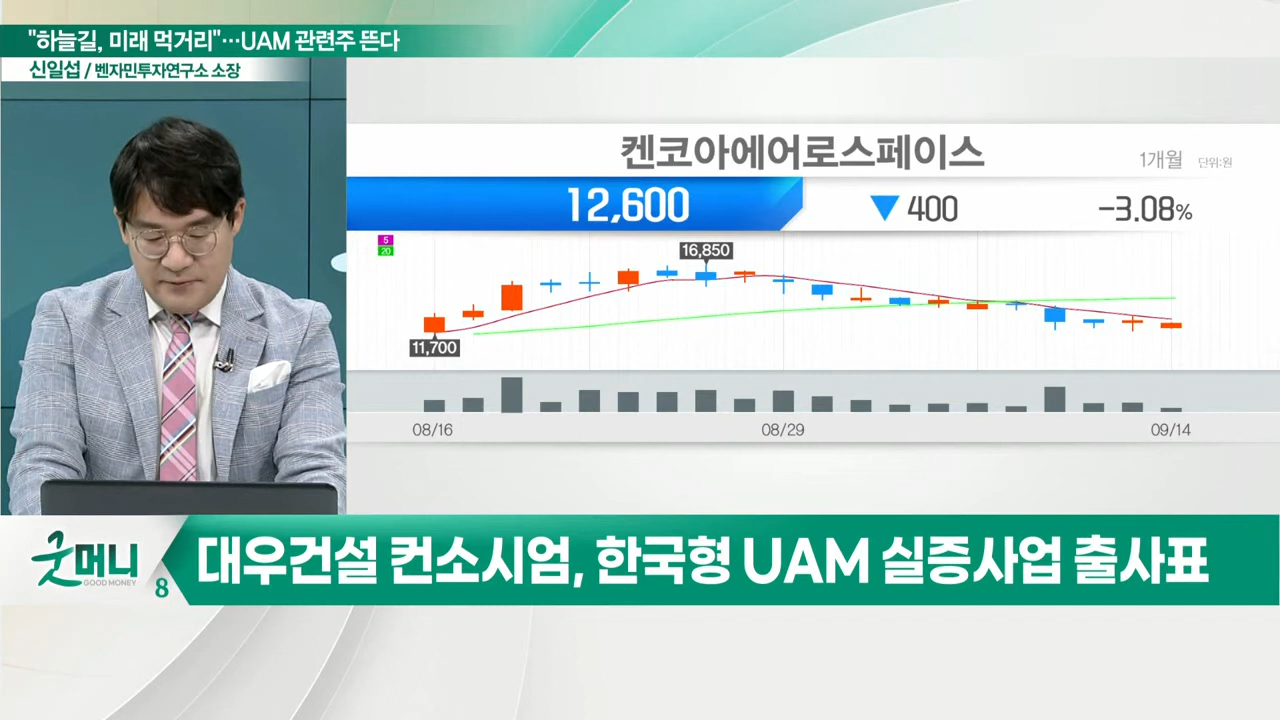 "하늘길, 미래 먹거리"…UAM 관련주 뜬다
신일섭 / 벤자민투자연구소 소장
켄코아에어로스페이스
1개월 단위:원
12,600 ▼ 400 -3.08%
5
20
16,850
11,700
08/16 08/29 09/14
굿머니
GOOD MONEY
8
대우건설 컨소시엄, 한국형 UAM 실증사업 출사표